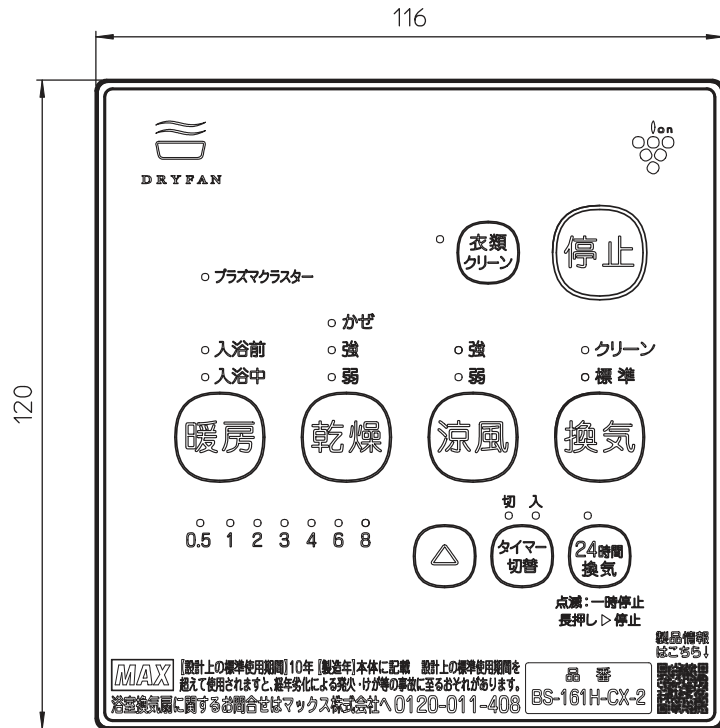 116
120
ion
DRYFAN
衣類
クリーン
停止
プラズマクラスター
かぜ
入浴前 強 強 クリーン
入浴中 弱 弱 標準
暖房 乾燥 涼風 換気
切 入
0.5 1 2 3 4 6 8
タイマー
切替
24時間
換気
点滅:一時停止
長押し▷停止
製品情報
はこちら!
MAX
【設計上の標準使用期間】10年 【製造年】本体に記載 設計上の標準使用期間を
超えて使用されますと、経年劣化による発火・けが等の事故に至るおそれがあります。
浴室換気扇に関するお問合せはマックス株式会社へ 0120-011-408
品番
BS-161H-CX-2